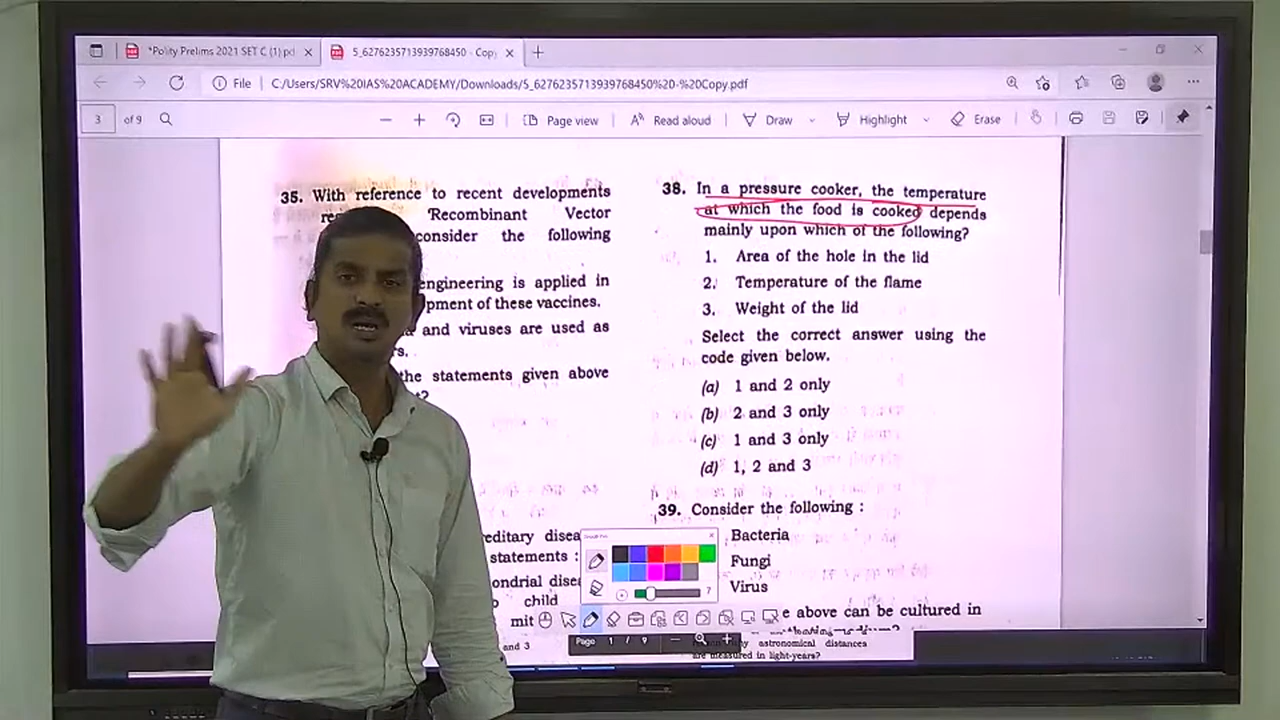 *Polity Prelims 2021 SET C (1).pd
5_6276235713939768450 - Copy
File
C:/Users/SRV%20IAS%20ACADEMY/Downloads/5_6276235713939768450%20-%20Copy.pdf
3 of 9
Page view
Read aloud
Draw
Highlight
Erase
35. With reference to recent developments
Recombinant Vector
consider the following
engineering is applied in
pment of these vaccines.
and viruses are used as
rs.
the statements given above
?
reditary disea
statements :
ondrial dise
child
mit
and 3
38. In a pressure cooker, the temperature
at which the food is cooked depends
mainly upon which of the following?
1. Area of the hole in the lid
2. Temperature of the flame
3. Weight of the lid
Select the correct answer using the
code given below.
(a) 1 and 2 only
(b) 2 and 3 only
(c) 1 and 3 only
(d) 1, 2 and 3
39. Consider the following :
Bacteria
Fungi
Virus
e above can be cultured in
7
Page 1 / 9
astronomical distances
are measured in light-years?